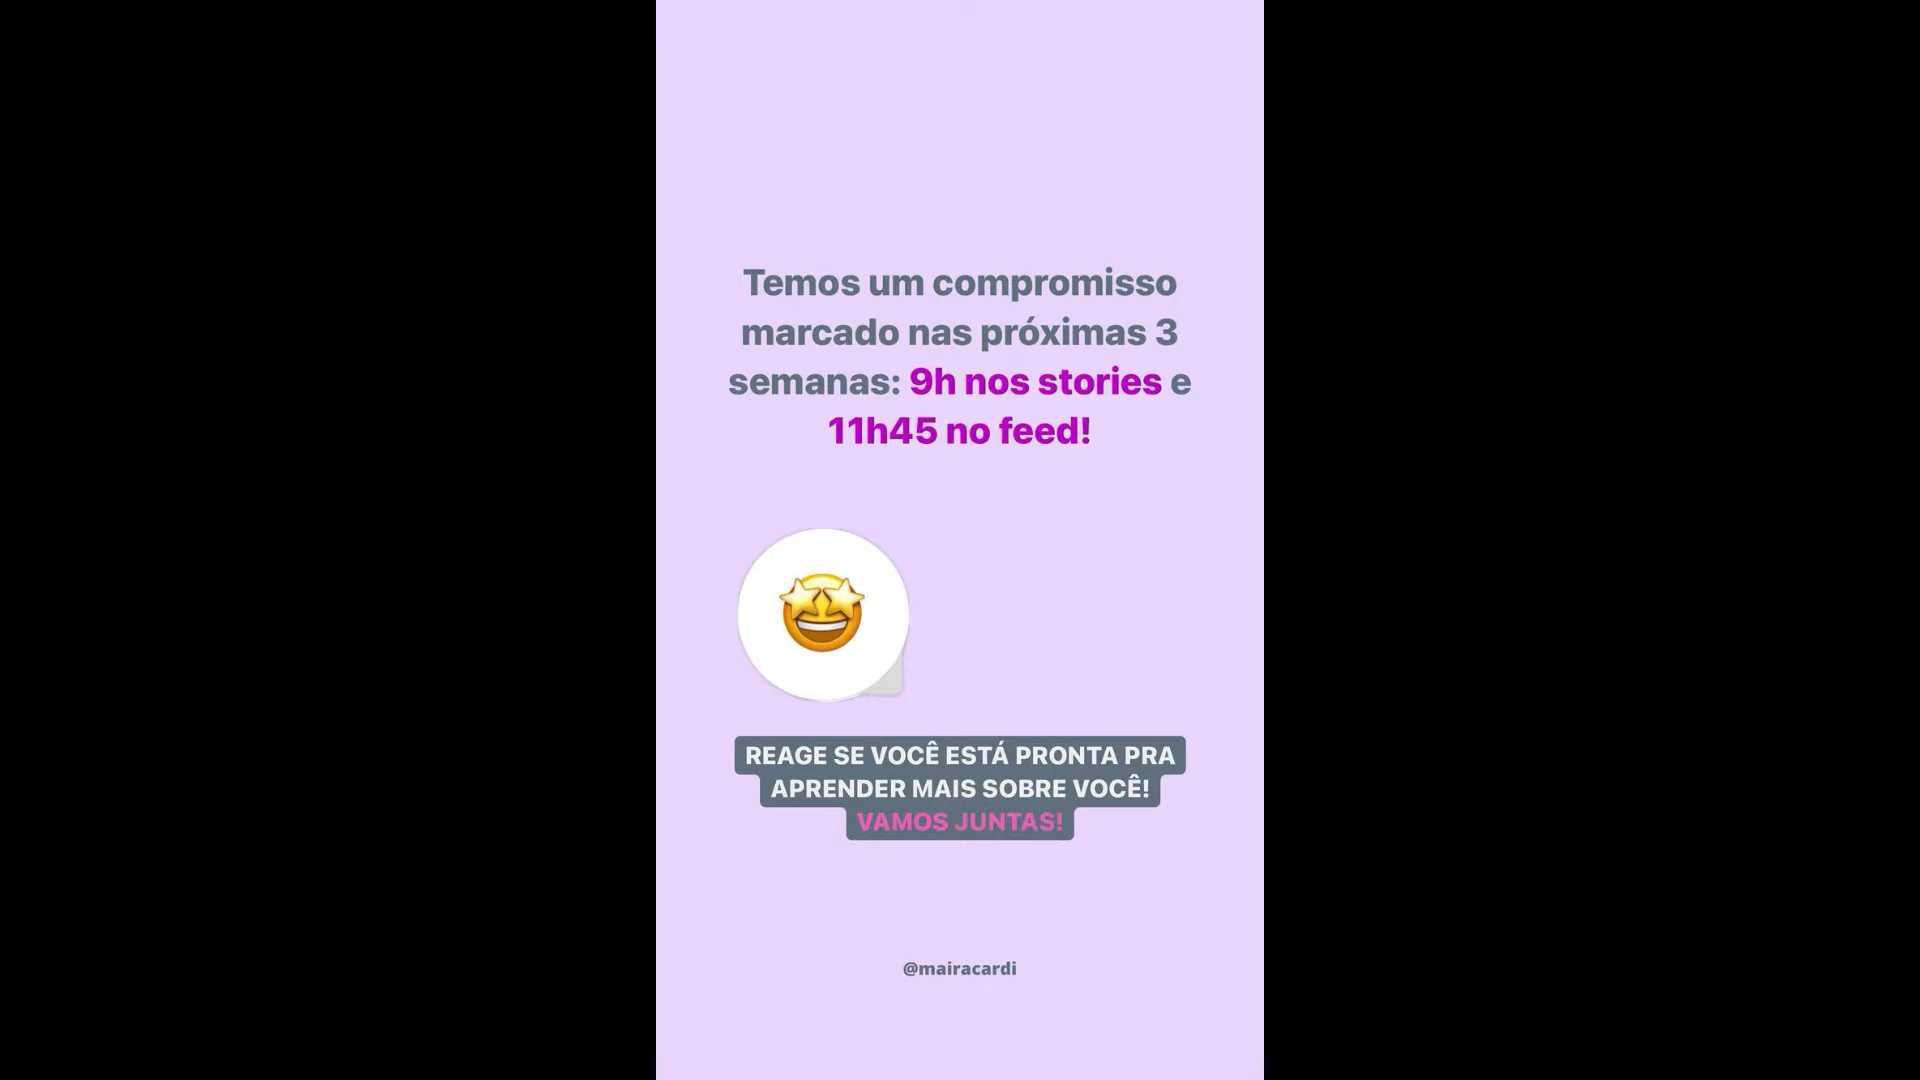 Temos um compromisso
marcado nas próximas 3
semanas: 9h nos stories e
11h45 no feed!
REAGE SE VOCÊ ESTÁ PRONTA PRA
APRENDER MAIS SOBRE VOCÊ!
VAMOS JUNTAS!
@mairacardi